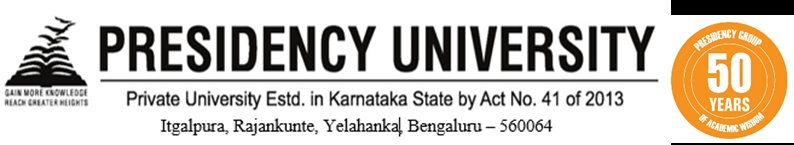 GAIN MORE KNOWLEDGE
REACH GREATER HEIGHTS
PRESIDENCY UNIVERSITY
Private University Estd. in Karnataka State by Act No. 41 of 2013
Itgalpura, Rajankunte, Yelahanka, Bengaluru – 560064
PRESIDENCY GROUP
50
YEARS
OF ACADEMIC WISDOM